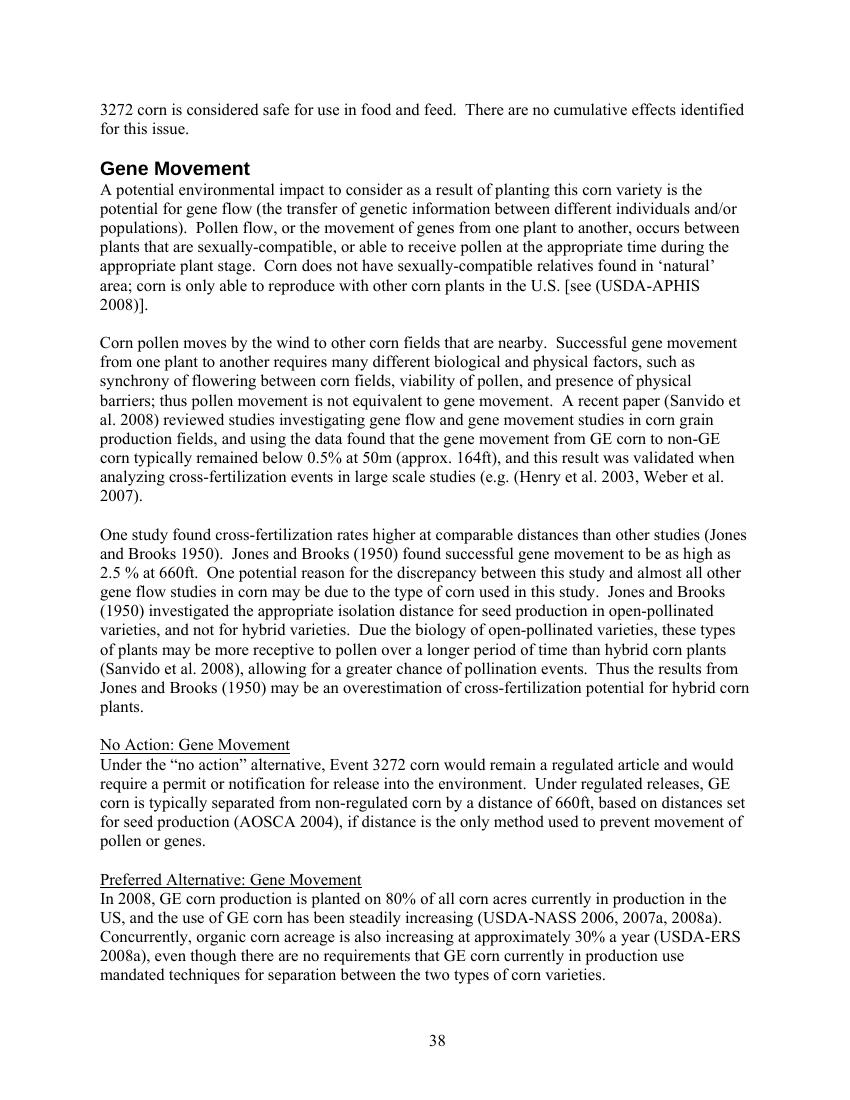 3272 corn is considered safe for use in food and feed.  There are no cumulative effects identified
for this issue.
Gene Movement
A potential environmental impact to consider as a result of planting this corn variety is the
potential for gene flow (the transfer of genetic information between different individuals and/or
populations).  Pollen flow, or the movement of genes from one plant to another, occurs between
plants that are sexually-compatible, or able to receive pollen at the appropriate time during the
appropriate plant stage.  Corn does not have sexually-compatible relatives found in ‘natural’
area; corn is only able to reproduce with other corn plants in the U.S. [see (USDA-APHIS
2008)].
Corn pollen moves by the wind to other corn fields that are nearby.  Successful gene movement
from one plant to another requires many different biological and physical factors, such as
synchrony of flowering between corn fields, viability of pollen, and presence of physical
barriers; thus pollen movement is not equivalent to gene movement.  A recent paper (Sanvido et
al. 2008) reviewed studies investigating gene flow and gene movement studies in corn grain
production fields, and using the data found that the gene movement from GE corn to non-GE
corn typically remained below 0.5% at 50m (approx. 164ft), and this result was validated when
analyzing cross-fertilization events in large scale studies (e.g. (Henry et al. 2003, Weber et al.
2007).
One study found cross-fertilization rates higher at comparable distances than other studies (Jones
and Brooks 1950).  Jones and Brooks (1950) found successful gene movement to be as high as
2.5 % at 660ft.  One potential reason for the discrepancy between this study and almost all other
gene flow studies in corn may be due to the type of corn used in this study.  Jones and Brooks
(1950) investigated the appropriate isolation distance for seed production in open-pollinated
varieties, and not for hybrid varieties.  Due the biology of open-pollinated varieties, these types
of plants may be more receptive to pollen over a longer period of time than hybrid corn plants
(Sanvido et al. 2008), allowing for a greater chance of pollination events.  Thus the results from
Jones and Brooks (1950) may be an overestimation of cross-fertilization potential for hybrid corn
plants.
No Action: Gene Movement
Under the “no action” alternative, Event 3272 corn would remain a regulated article and would
require a permit or notification for release into the environment.  Under regulated releases, GE
corn is typically separated from non-regulated corn by a distance of 660ft, based on distances set
for seed production (AOSCA 2004), if distance is the only method used to prevent movement of
pollen or genes.
Preferred Alternative: Gene Movement
In 2008, GE corn production is planted on 80% of all corn acres currently in production in the
US, and the use of GE corn has been steadily increasing (USDA-NASS 2006, 2007a, 2008a).
Concurrently, organic corn acreage is also increasing at approximately 30% a year (USDA-ERS
2008a), even though there are no requirements that GE corn currently in production use
mandated techniques for separation between the two types of corn varieties.
38